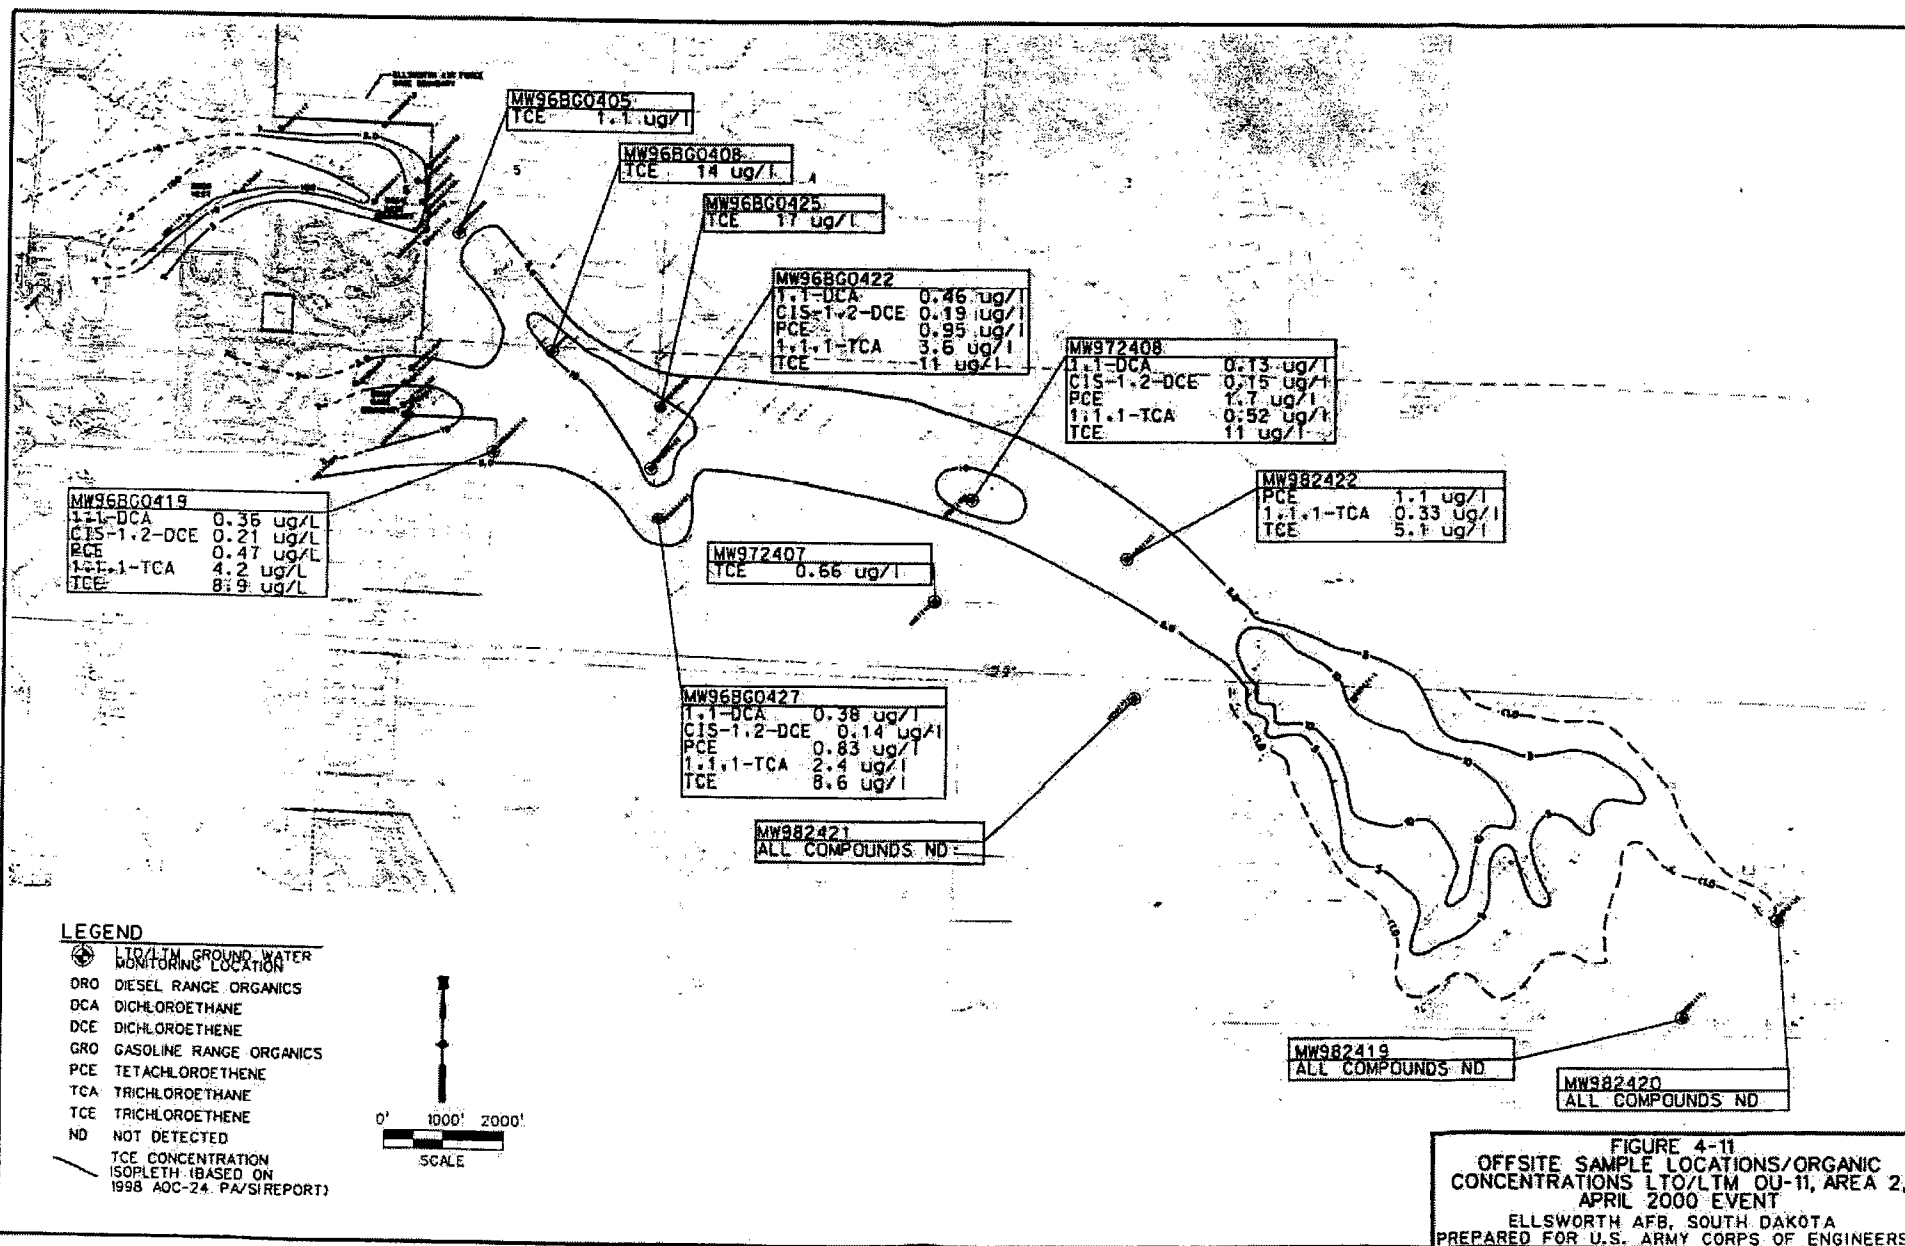 ELLSWORTH AIR FORCE
BASE BOUNDARY
MW96BG0405
TCE 1.1 ug/l
MW96BG0408
TCE 14 ug/l
5
4
3
2
MW96BG0425
TCE 17 ug/l
MW96BG0422
1,1-DCA 0.46 ug/l
CIS-1,2-DCE 0.19 ug/l
PCE 0.95 ug/l
1,1,1-TCA 3.6 ug/l
TCE 11 ug/l
MW972408
1,1-DCA 0.13 ug/l
CIS-1,2-DCE 0.15 ug/l
PCE 1.7 ug/l
1,1,1-TCA 0.52 ug/l
TCE 11 ug/l
MW982422
PCE 1.1 ug/l
1,1,1-TCA 0.33 ug/l
TCE 5.1 ug/l
MW96BG0419
1,1-DCA 0.36 ug/L
CIS-1,2-DCE 0.21 ug/L
PCE 0.47 ug/L
1,1,1-TCA 4.2 ug/L
TCE 8.9 ug/L
MW972407
TCE 0.66 ug/l
MW96BG0427
1,1-DCA 0.38 ug/l
CIS-1,2-DCE 0.14 ug/l
PCE 0.83 ug/l
1,1,1-TCA 2.4 ug/l
TCE 8.6 ug/l
MW982421
ALL COMPOUNDS ND
MW982419
ALL COMPOUNDS ND
MW982420
ALL COMPOUNDS ND
LEGEND
LTO/LTM GROUND WATER
MONITORING LOCATION
DRO DIESEL RANGE ORGANICS
DCA DICHLOROETHANE
DCE DICHLOROETHENE
GRO GASOLINE RANGE ORGANICS
PCE TETACHLOROETHENE
TCA TRICHLOROETHANE
TCE TRICHLOROETHENE
ND NOT DETECTED
TCE CONCENTRATION
ISOPLETH (BASED ON
1998 AOC-24 PA/SI REPORT)
0' 1000' 2000'
SCALE
FIGURE 4-11
OFFSITE SAMPLE LOCATIONS/ORGANIC
CONCENTRATIONS LTO/LTM OU-11, AREA 2,
APRIL 2000 EVENT
ELLSWORTH AFB, SOUTH DAKOTA
PREPARED FOR U.S. ARMY CORPS OF ENGINEERS